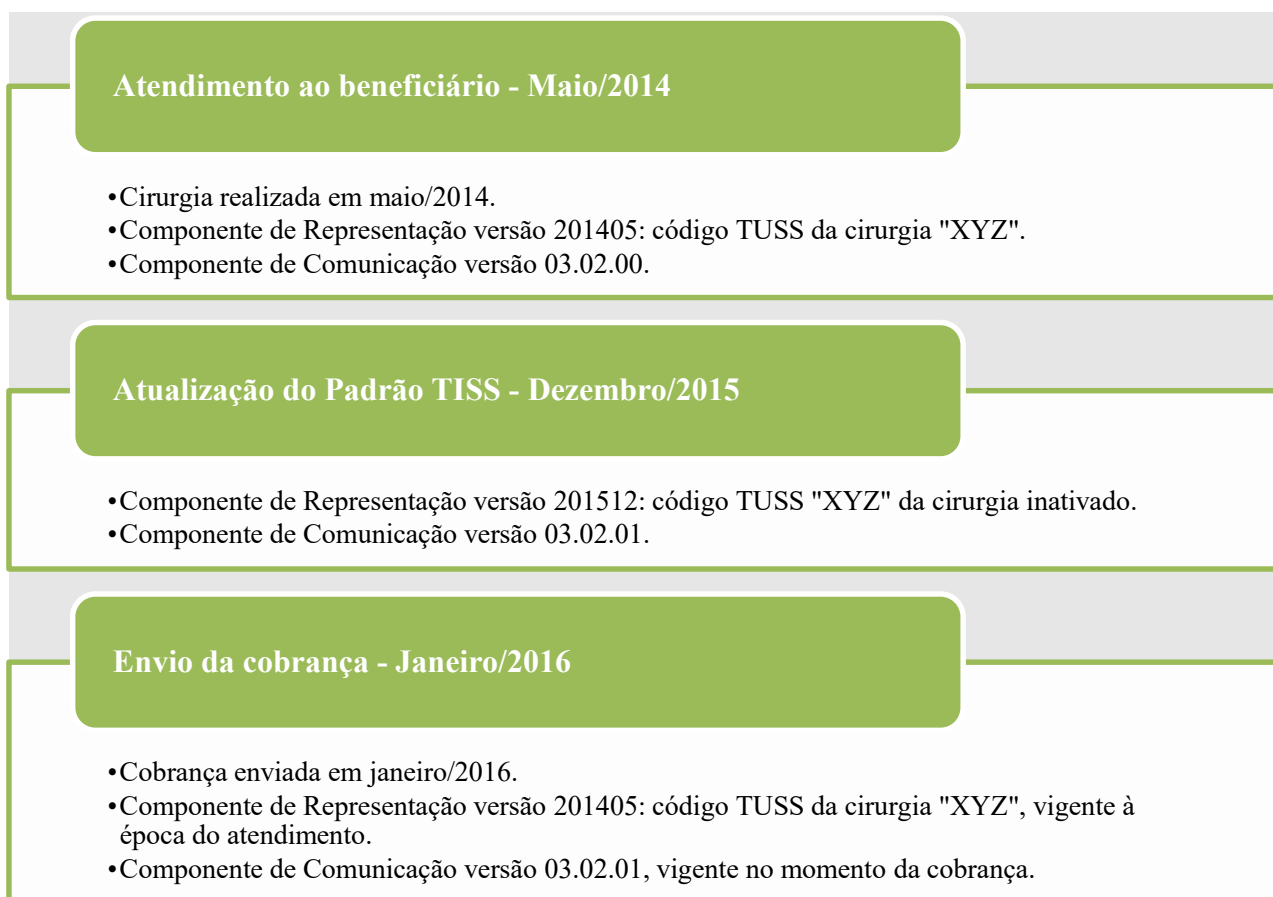 Atendimento ao beneficiário - Maio/2014
•Cirurgia realizada em maio/2014.
•Componente de Representação versão 201405: código TUSS da cirurgia "XYZ".
•Componente de Comunicação versão 03.02.00.
Atualização do Padrão TISS - Dezembro/2015
•Componente de Representação versão 201512: código TUSS "XYZ" da cirurgia inativado.
•Componente de Comunicação versão 03.02.01.
Envio da cobrança - Janeiro/2016
•Cobrança enviada em janeiro/2016.
•Componente de Representação versão 201405: código TUSS da cirurgia "XYZ", vigente à
época do atendimento.
•Componente de Comunicação versão 03.02.01, vigente no momento da cobrança.